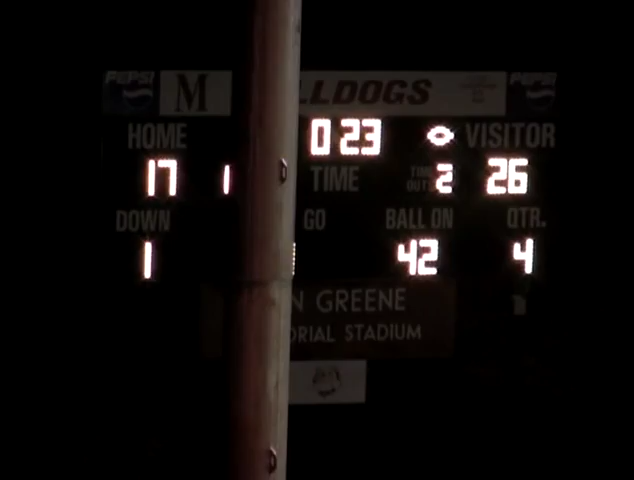 PEPSI M LLDOGS PEPSI
HOME 0 23 VISITOR
17 1 TIME TIME OUTS 2 26
DOWN GO BALL ON QTR.
1 42 4
N GREENE
ORIAL STADIUM